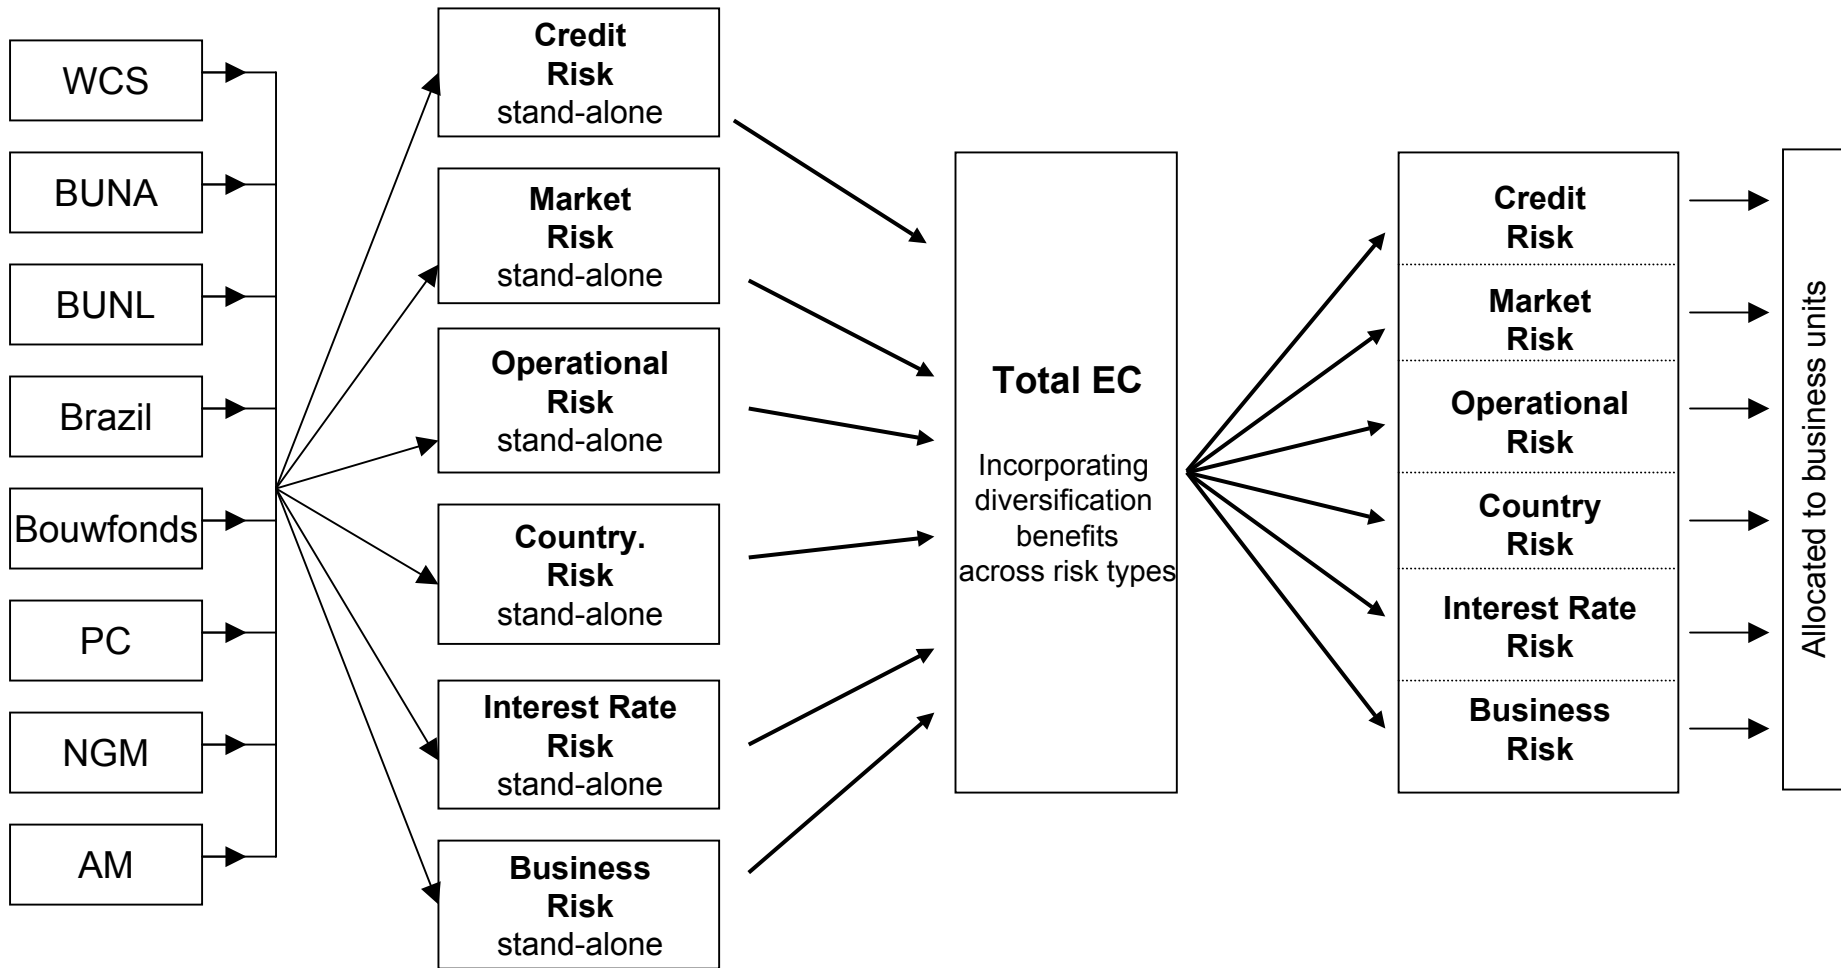 WCS
BUNA
BUNL
Brazil
Bouwfonds
PC
NGM
AM
Credit
Risk
stand-alone
Market
Risk
stand-alone
Operational
Risk
stand-alone
Country.
Risk
stand-alone
Interest Rate
Risk
stand-alone
Business
Risk
stand-alone
Total EC
Incorporating
diversification
benefits
across risk types
Credit
Risk
Market
Risk
Operational
Risk
Country
Risk
Interest Rate
Risk
Business
Risk
Allocated to business units